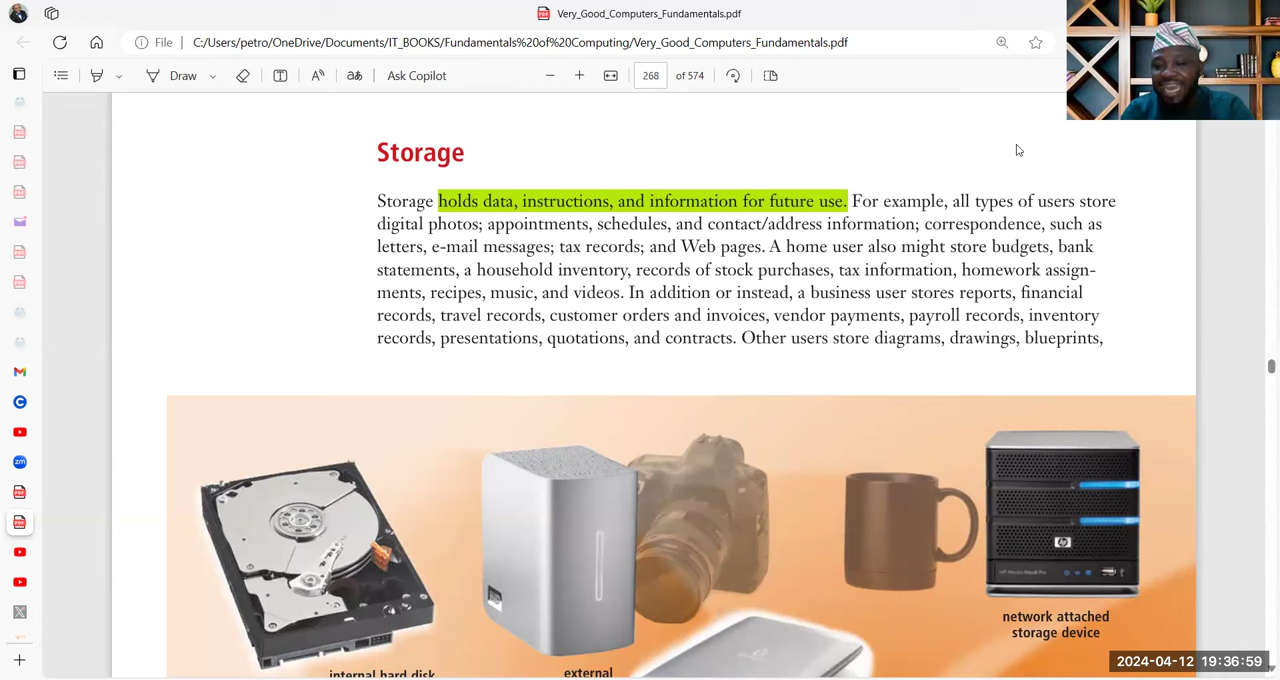 Very_Good_Computers_Fundamentals.pdf
File
C:/Users/petro/OneDrive/Documents/IT_BOOKS/Fundamentals%20of%20Computing/Very_Good_Computers_Fundamentals.pdf
Draw
Ask Copilot
268 of 574
Storage
Storage holds data, instructions, and information for future use. For example, all types of users store
digital photos; appointments, schedules, and contact/address information; correspondence, such as
letters, e-mail messages; tax records; and Web pages. A home user also might store budgets, bank
statements, a household inventory, records of stock purchases, tax information, homework assign-
ments, recipes, music, and videos. In addition or instead, a business user stores reports, financial
records, travel records, customer orders and invoices, vendor payments, payroll records, inventory
records, presentations, quotations, and contracts. Other users store diagrams, drawings, blueprints,
hp
network attached
storage device
internal hard disk
external
2024-04-12 19:36:59